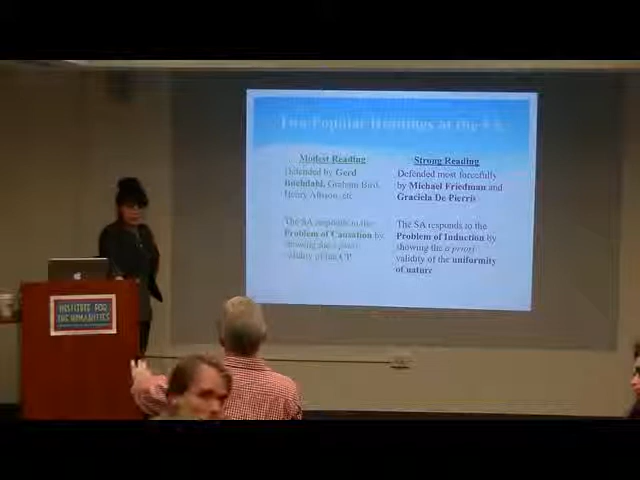 Two Popular Readings of the SA
Modest Reading
Defended by Gerd
Buchdahl, Graham Bird,
Henry Allison, etc
The SA responds to the
Problem of Causation by
showing the a priori
validity of the CP
Strong Reading
Defended most forcefully
by Michael Friedman and
Graciela De Pierris
The SA responds to the
Problem of Induction by
showing the a priori
validity of the uniformity
of nature
INSTITUTE FOR
THE HUMANITIES